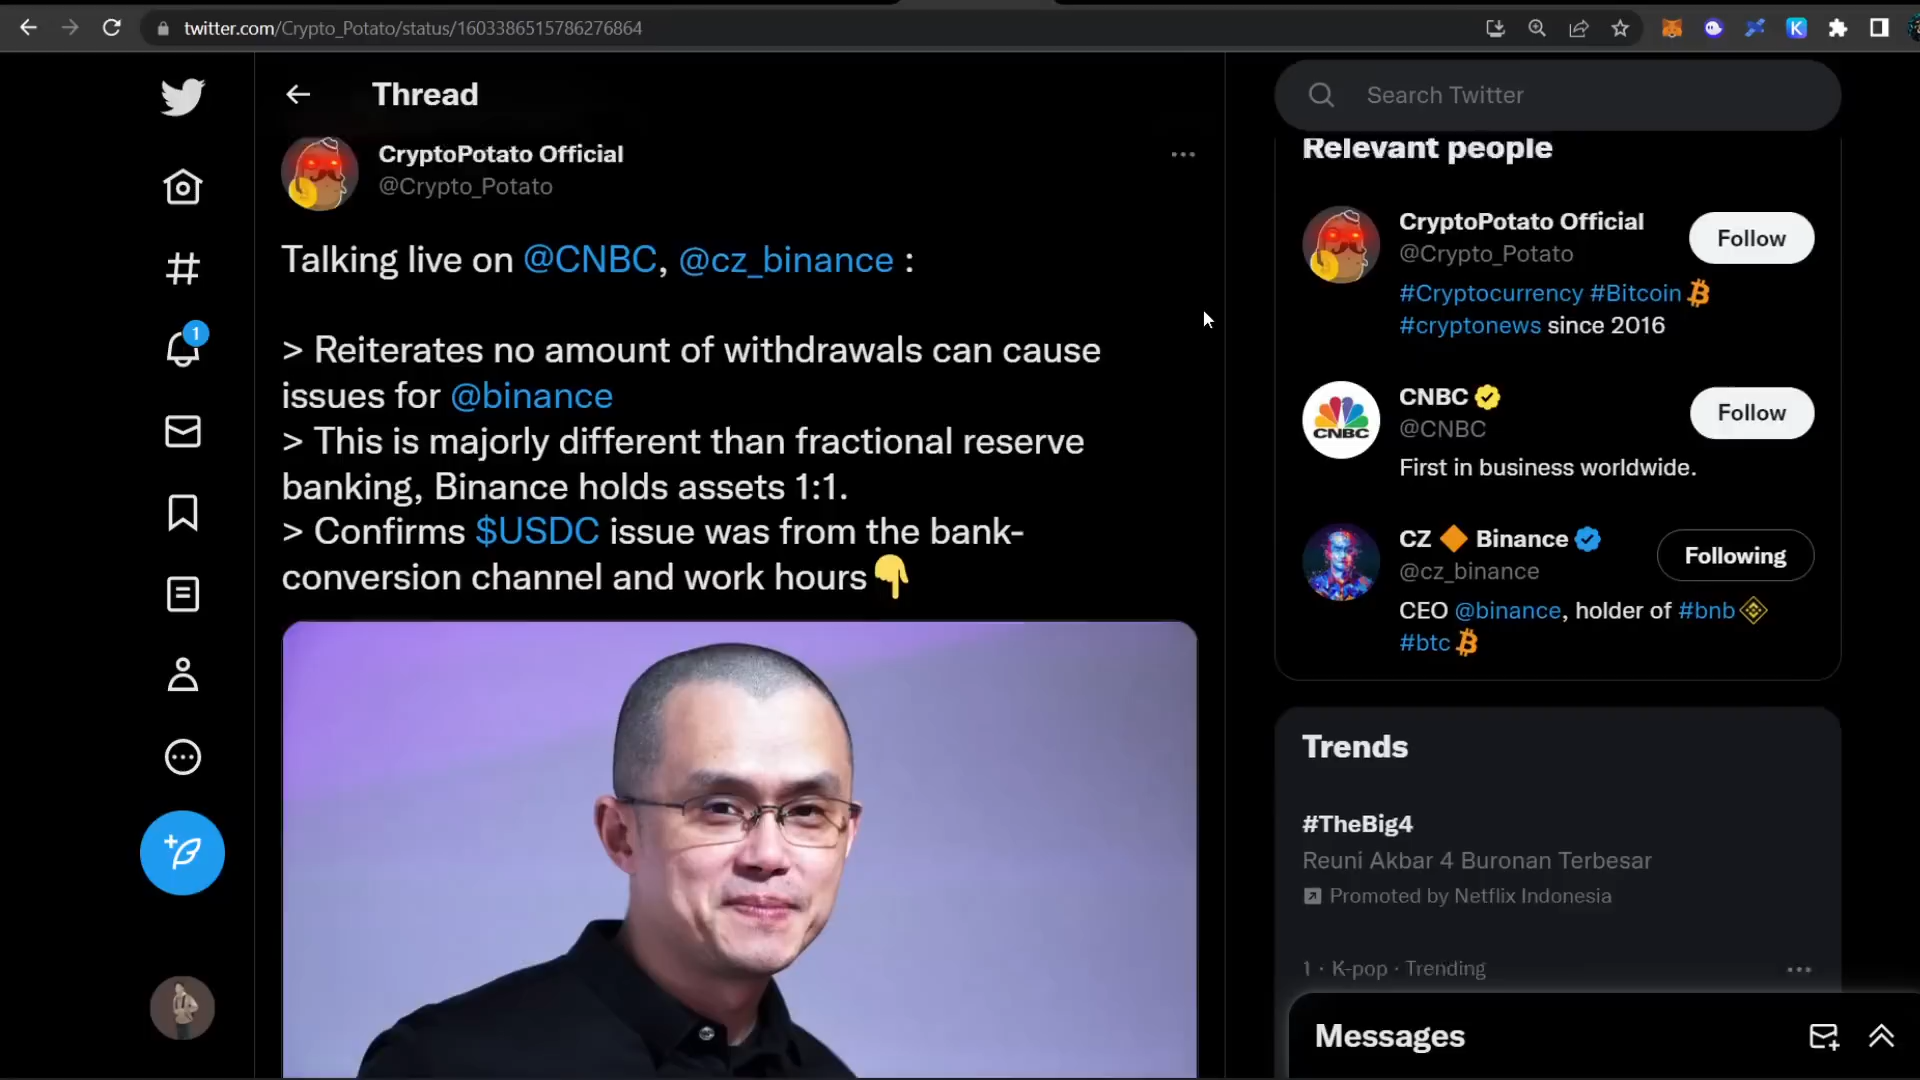 twitter.com/Crypto_Potato/status/1603386515786276864
Thread
CryptoPotato Official
@Crypto_Potato
Talking live on @CNBC, @cz_binance :
> Reiterates no amount of withdrawals can cause
issues for @binance
> This is majorly different than fractional reserve
banking, Binance holds assets 1:1.
> Confirms $USDC issue was from the bank-
conversion channel and work hours
1
Search Twitter
Relevant people
CryptoPotato Official
@Crypto_Potato
Follow
#Cryptocurrency #Bitcoin
#cryptonews since 2016
CNBC
@CNBC
Follow
CNBC
First in business worldwide.
CZ 🔶 Binance
@cz_binance
Following
CEO @binance, holder of #bnb
#btc
Trends
#TheBig4
Reuni Akbar 4 Buronan Terbesar
Promoted by Netflix Indonesia
1 · K-pop · Trending
Messages